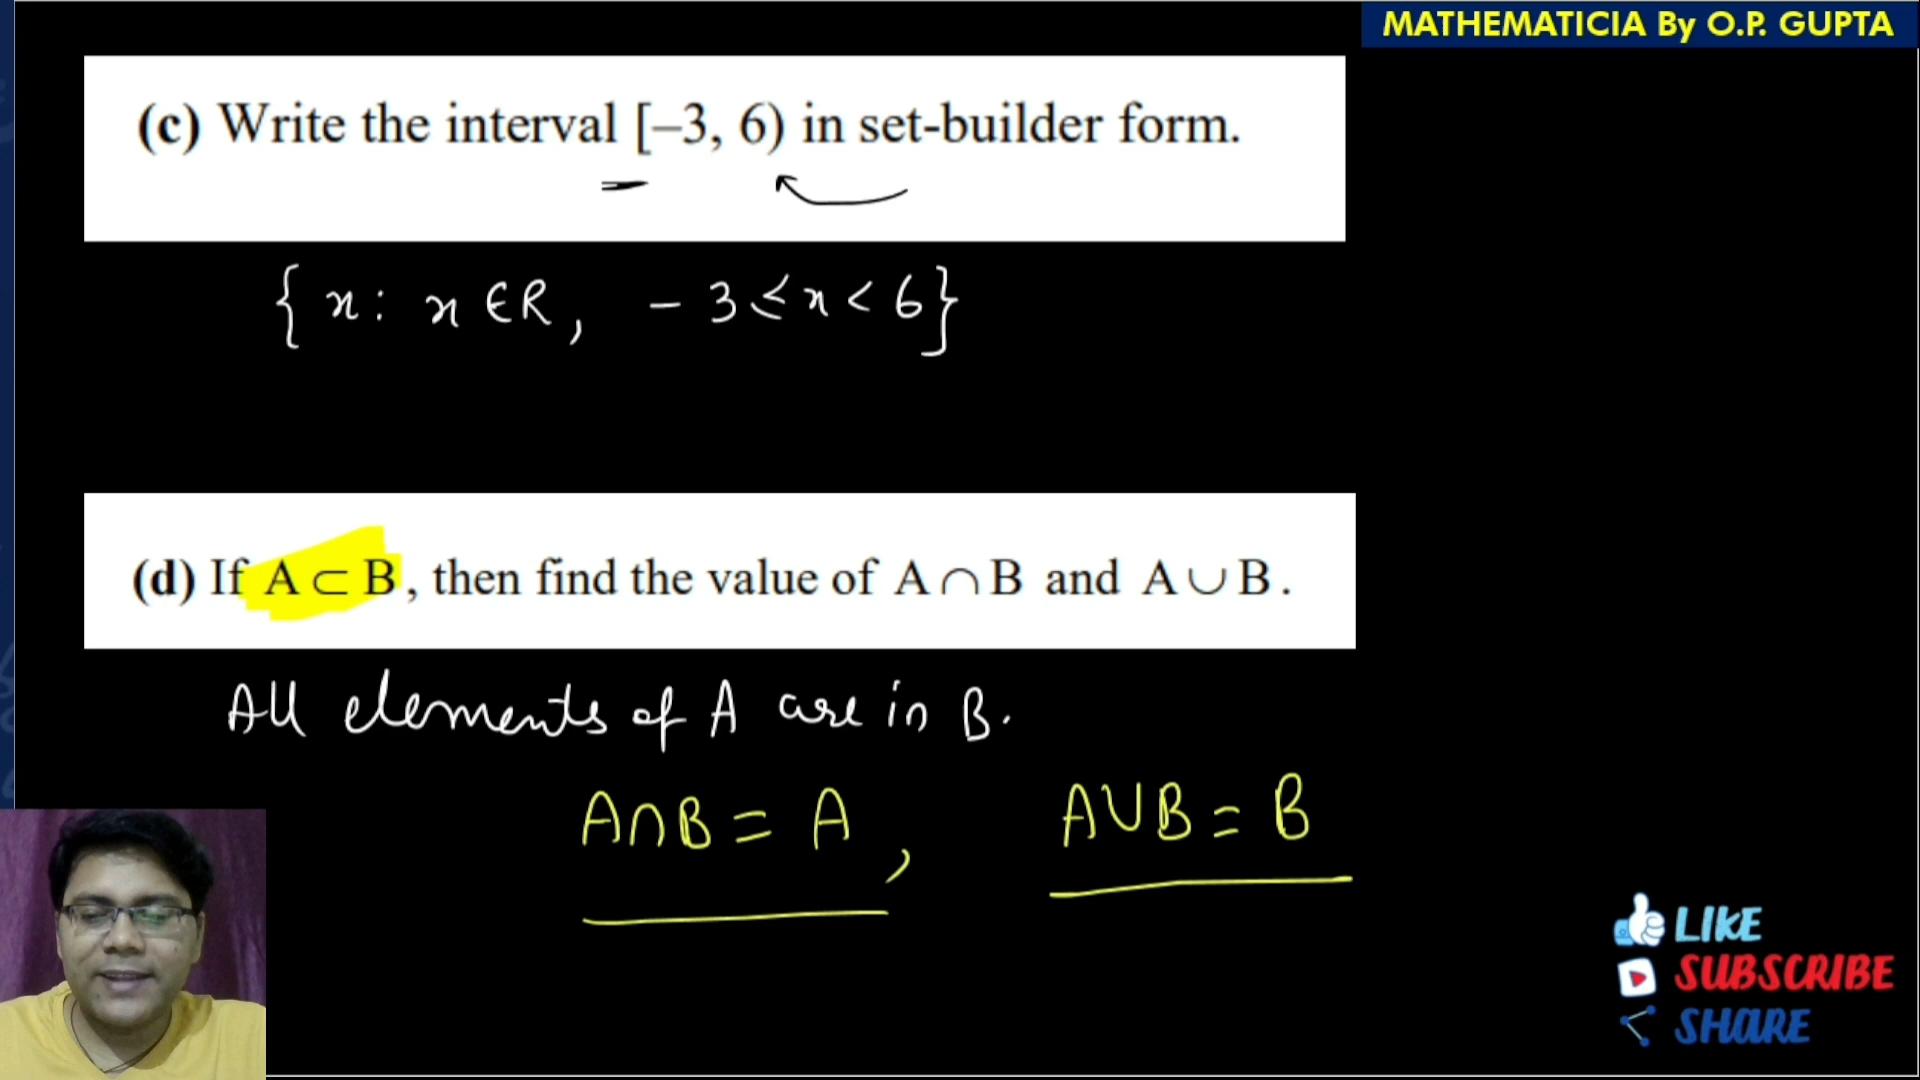 MATHEMATICIA By O.P. GUPTA
(c) Write the interval [–3, 6) in set-builder form.
{ x : x ∈ R, - 3 ≤ x < 6}
(d) If A ⊂ B, then find the value of A ∩ B and A ∪ B.
All elements of A are in B.
A∩B = A, A∪B = B
LIKE
SUBSCRIBE
SHARE